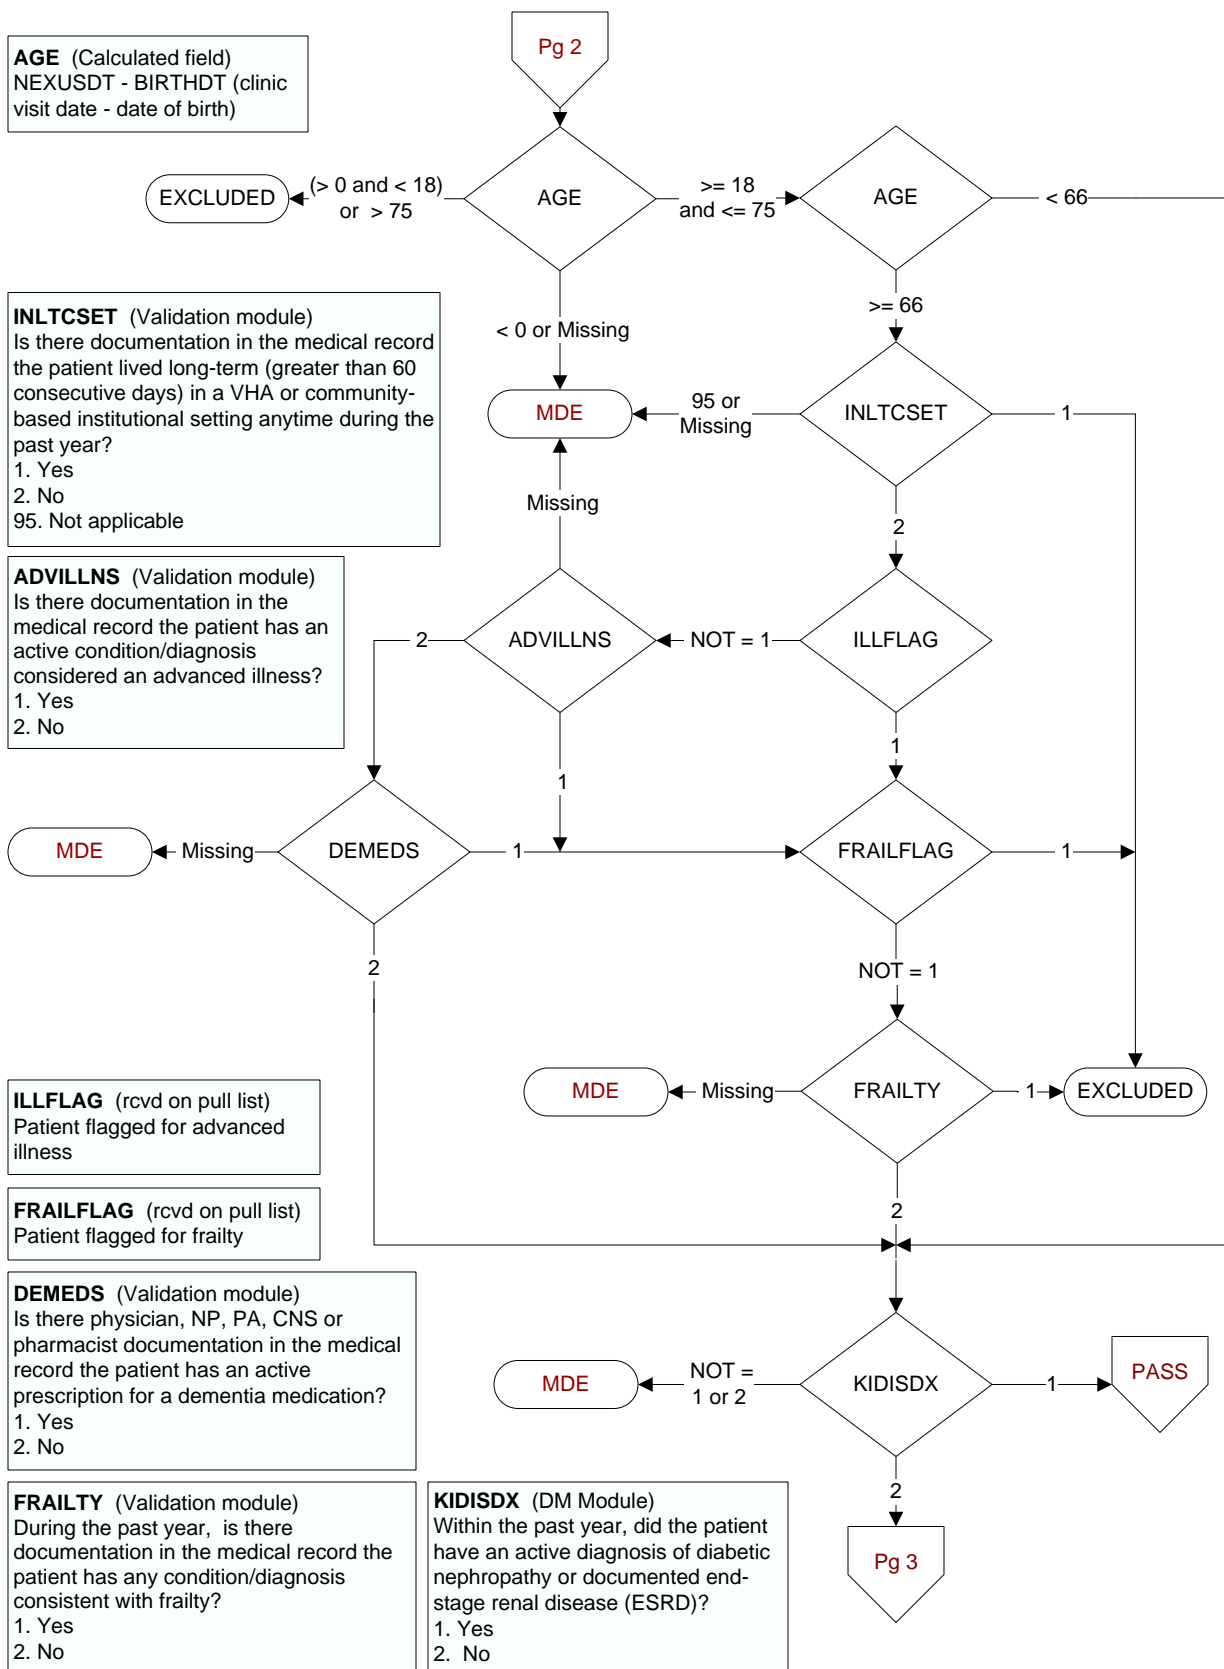 Pg 2
AGE (Calculated field)
NEXUSDT - BIRTHDT (clinic
visit date - date of birth)
EXCLUDED
(> 0 and < 18)
or > 75
AGE
>= 18
and <= 75
AGE
< 66
< 0 or Missing
>= 66
INLTCSET (Validation module)
Is there documentation in the medical record
the patient lived long-term (greater than 60
consecutive days) in a VHA or community-
based institutional setting anytime during the
past year?
1. Yes
2. No
95. Not applicable
MDE
95 or
Missing
INLTCSET
1
Missing
2
ADVILLNS (Validation module)
Is there documentation in the
medical record the patient has an
active condition/diagnosis
considered an advanced illness?
1. Yes
2. No
2
ADVILLNS
NOT = 1
ILLFLAG
1
1
MDE
Missing
DEMEDS
1
FRAILFLAG
1
2
NOT = 1
MDE
Missing
FRAILTY
1
EXCLUDED
2
ILLFLAG (rcvd on pull list)
Patient flagged for advanced
illness
FRAILFLAG (rcvd on pull list)
Patient flagged for frailty
DEMEDS (Validation module)
Is there physician, NP, PA, CNS or
pharmacist documentation in the medical
record the patient has an active
prescription for a dementia medication?
1. Yes
2. No
MDE
NOT =
1 or 2
KIDISDX
1
PASS
2
Pg 3
FRAILTY (Validation module)
During the past year, is there
documentation in the medical record the
patient has any condition/diagnosis
consistent with frailty?
1. Yes
2. No
KIDISDX (DM Module)
Within the past year, did the patient
have an active diagnosis of diabetic
nephropathy or documented end-
stage renal disease (ESRD)?
1. Yes
2. No